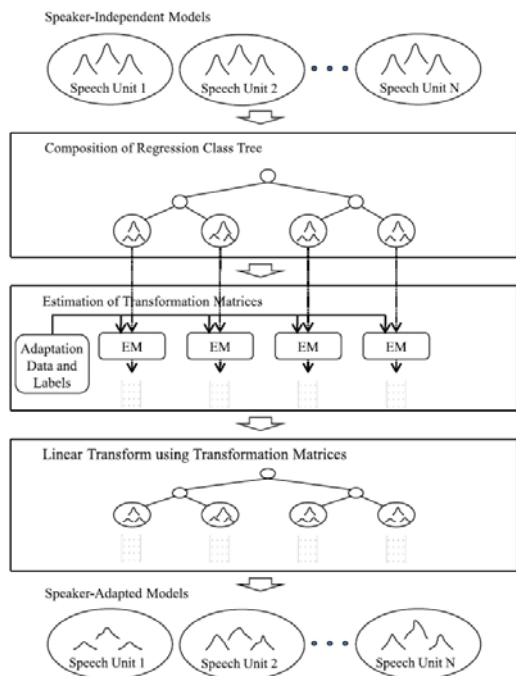 Speaker-Independent Models
Speech Unit 1
Speech Unit 2
Speech Unit N
Composition of Regression Class Tree
Estimation of Transformation Matrices
Adaptation
Data and
Labels
EM
EM
EM
EM
Linear Transform using Transformation Matrices
Speaker-Adapted Models
Speech Unit 1
Speech Unit 2
Speech Unit N